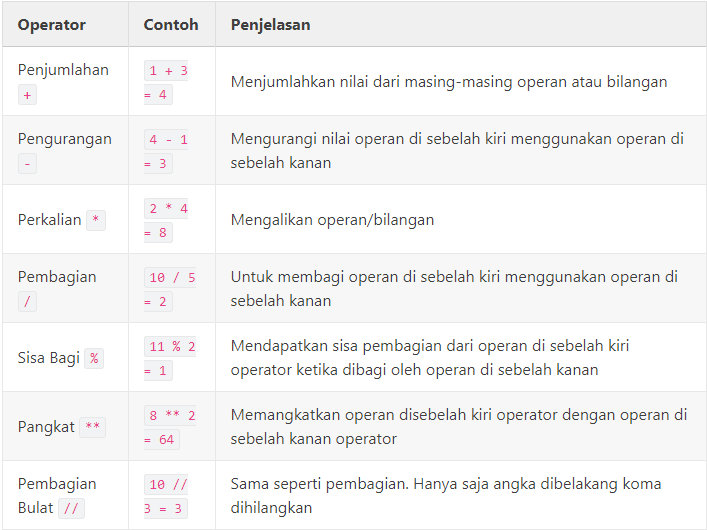 Operator Contoh Penjelasan
Penjumlahan
+
1 + 3
= 4
Menjumlahkan nilai dari masing-masing operan atau bilangan
Pengurangan
-
4 - 1
= 3
Mengurangi nilai operan di sebelah kiri menggunakan operan di
sebelah kanan
Perkalian *
2 * 4
= 8
Mengalikan operan/bilangan
Pembagian
/
10 / 5
= 2
Untuk membagi operan di sebelah kiri menggunakan operan di
sebelah kanan
Sisa Bagi %
11 % 2
= 1
Mendapatkan sisa pembagian dari operan di sebelah kiri
operator ketika dibagi oleh operan di sebelah kanan
Pangkat **
8 ** 2
= 64
Memangkatkan operan disebelah kiri operator dengan operan di
sebelah kanan operator
Pembagian
Bulat //
10 //
3 = 3
Sama seperti pembagian. Hanya saja angka dibelakang koma
dihilangkan